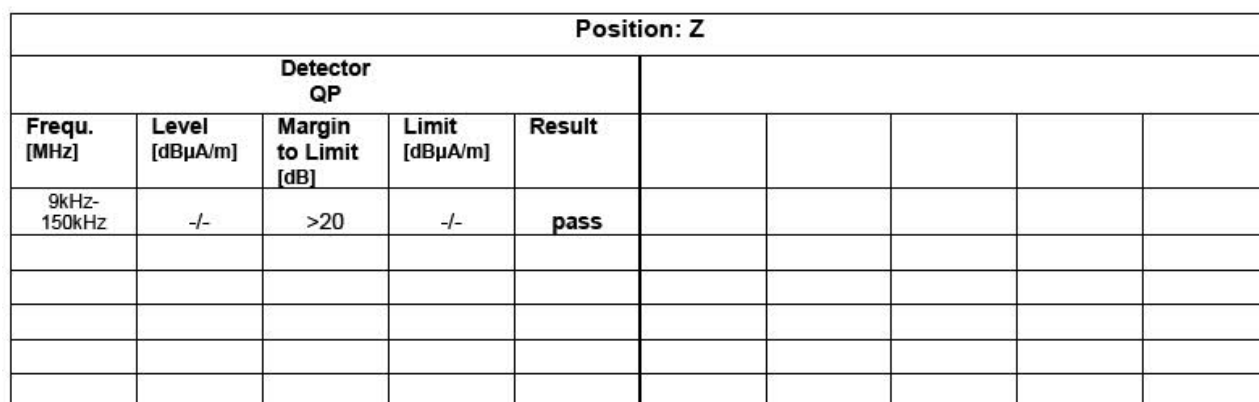 Position: Z
Detector
QP
Frequ. Level Margin Limit Result
[MHz] [dBµA/m] to Limit [dBµA/m]
[dB]
9kHz-
150kHz -/- >20 -/- pass